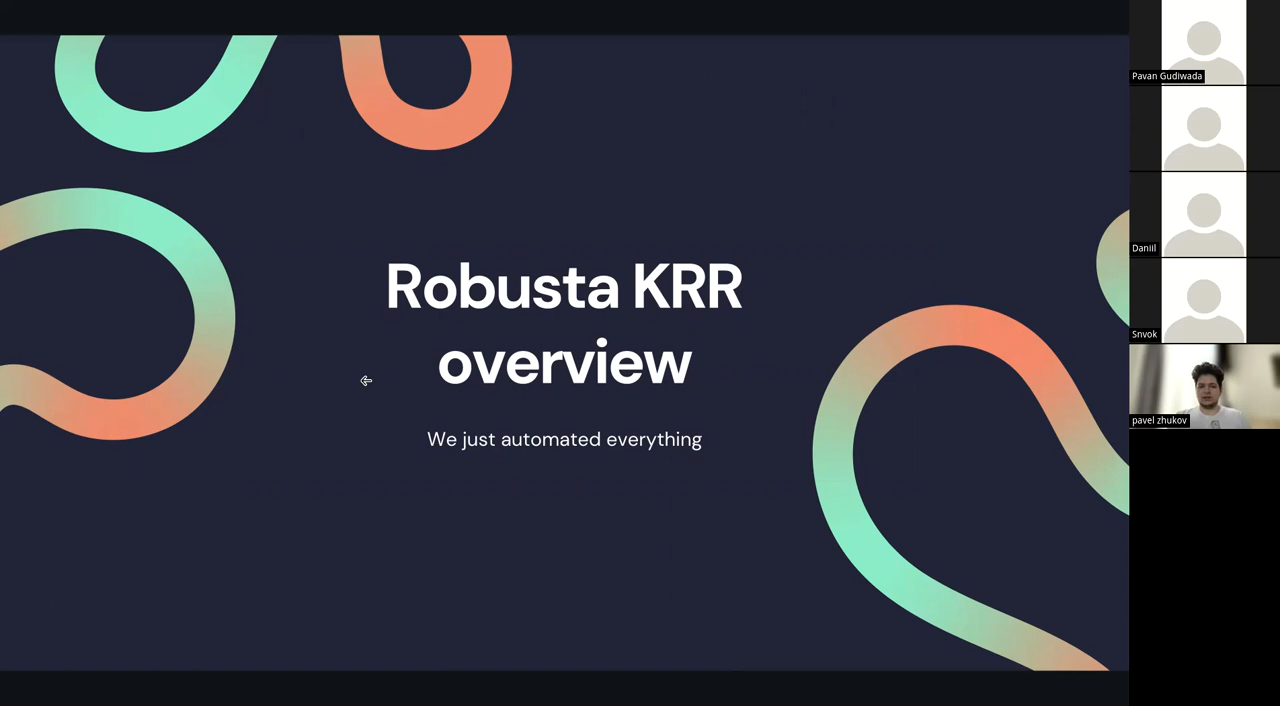 Robusta KRR
overview
We just automated everything
Pavan Gudiwada
Daniil
Snvok
pavel zhukov